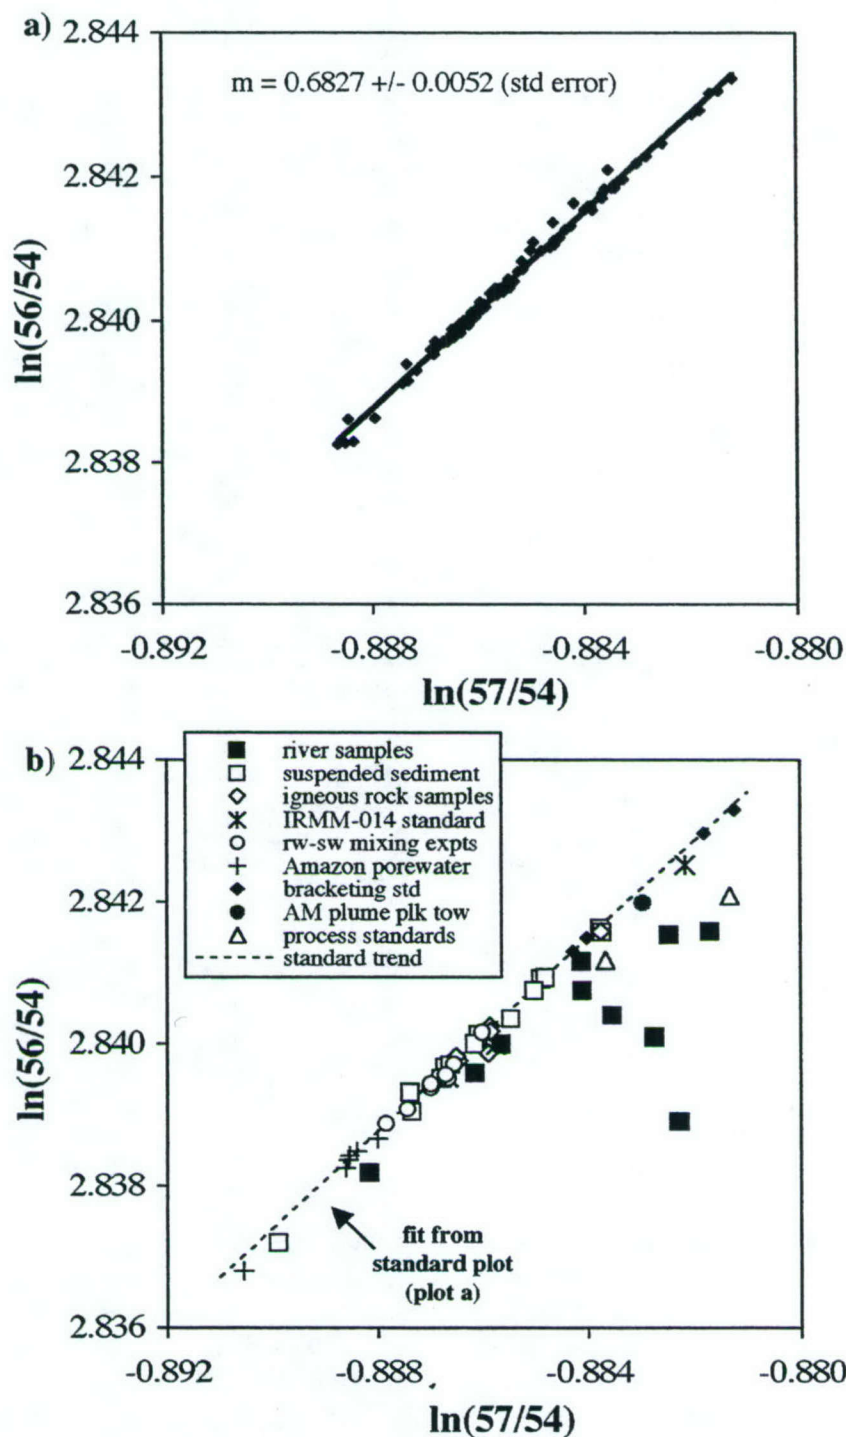 a)
2.844
m = 0.6827 +/- 0.0052 (std error)
2.842
ln(56/54)
2.840
2.838
2.836
-0.892 -0.888 -0.884 -0.880
ln(57/54)
b)
2.844
river samples
suspended sediment
igneous rock samples
IRMM-014 standard
rw-sw mixing expts
Amazon porewater
bracketing std
AM plume plk tow
process standards
standard trend
2.842
ln(56/54)
2.840
2.838
fit from
standard plot
(plot a)
2.836
-0.892 -0.888 -0.884 -0.880
ln(57/54)